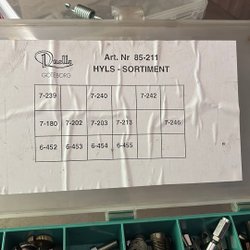 Duells
GÖTEBORG
Art. Nr 85-211
HYLS - SORTIMENT
7-239 7-240 7-242
7-180 7-202 7-203 7-213 7-246
6-452 6-453 6-454 6-455